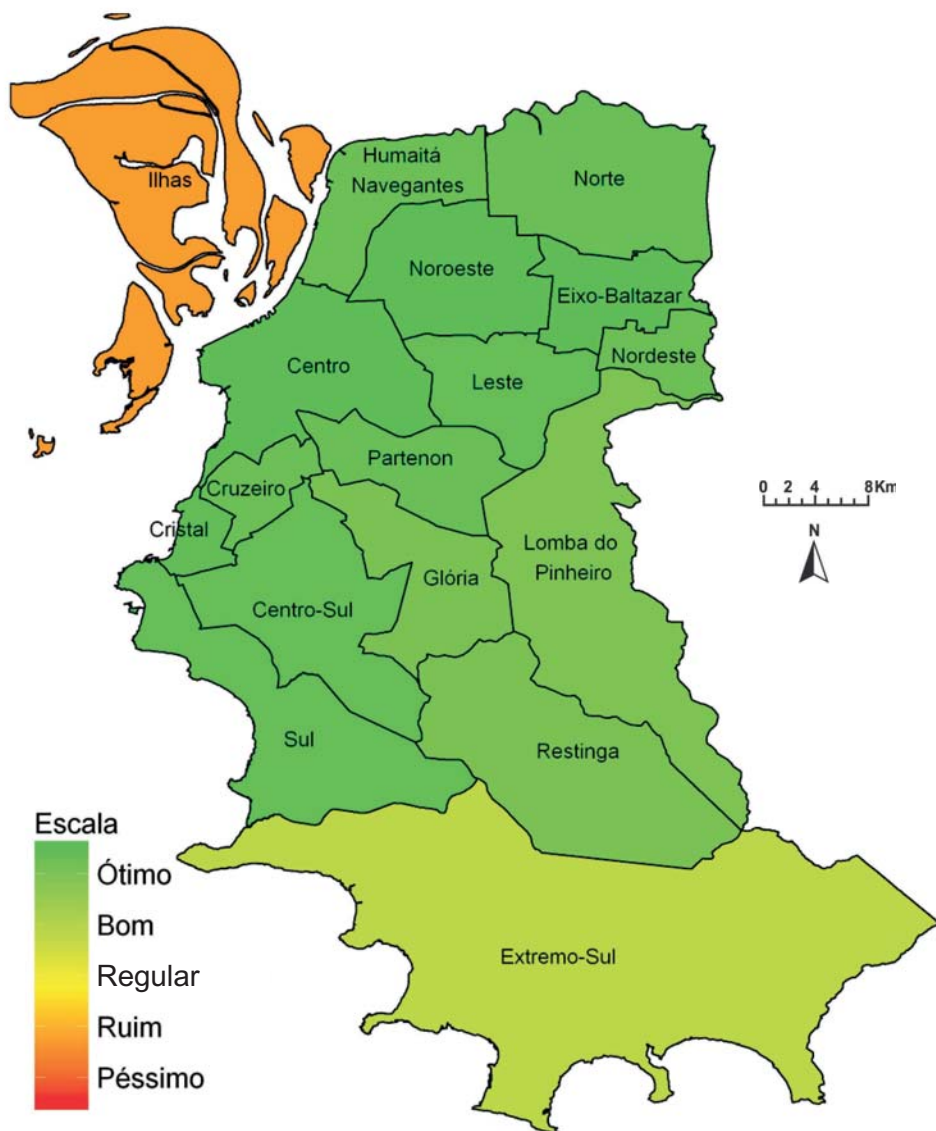 Humaitá
Navegantes
Norte
Ilhas
Noroeste
Eixo-Baltazar
Nordeste
Centro
Leste
Partenon
Cruzeiro
Cristal
Lomba do
Pinheiro
Glória
Centro-Sul
Restinga
Sul
Extremo-Sul
0 2 4 8Km
N
Escala
Ótimo
Bom
Regular
Ruim
Péssimo